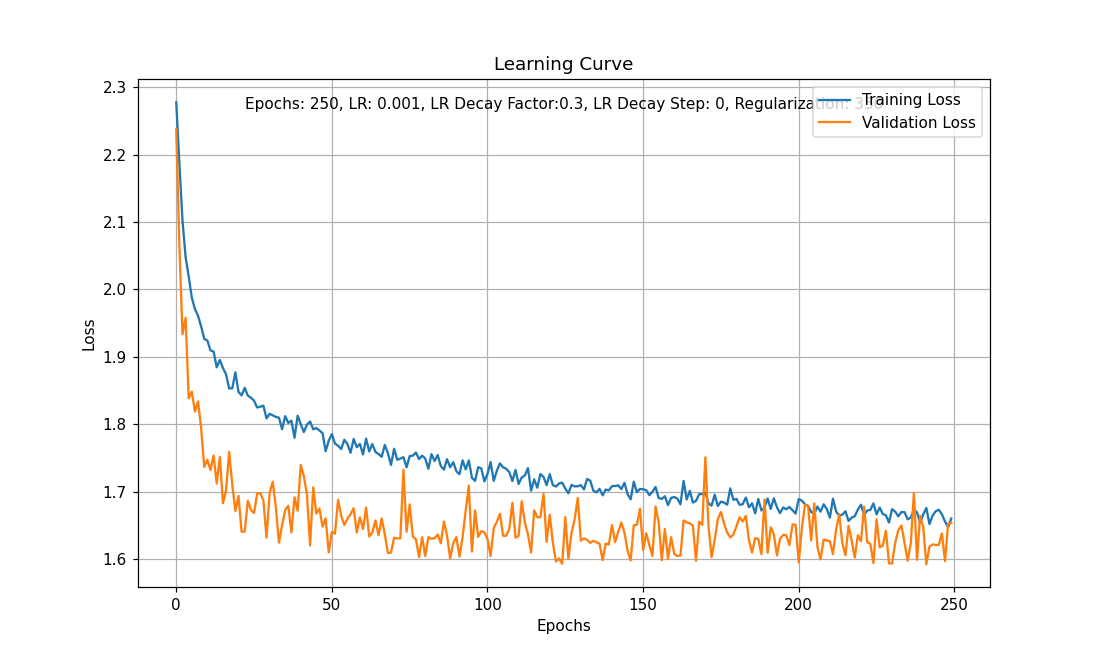 Learning Curve
2.3
Epochs: 250, LR: 0.001, LR Decay Factor:0.3, LR Decay Step: 0, Regularization:
Training Loss
Validation Loss
2.2
2.1
2.0
1.9
1.8
1.7
1.6
Loss
0 50 100 150 200 250
Epochs